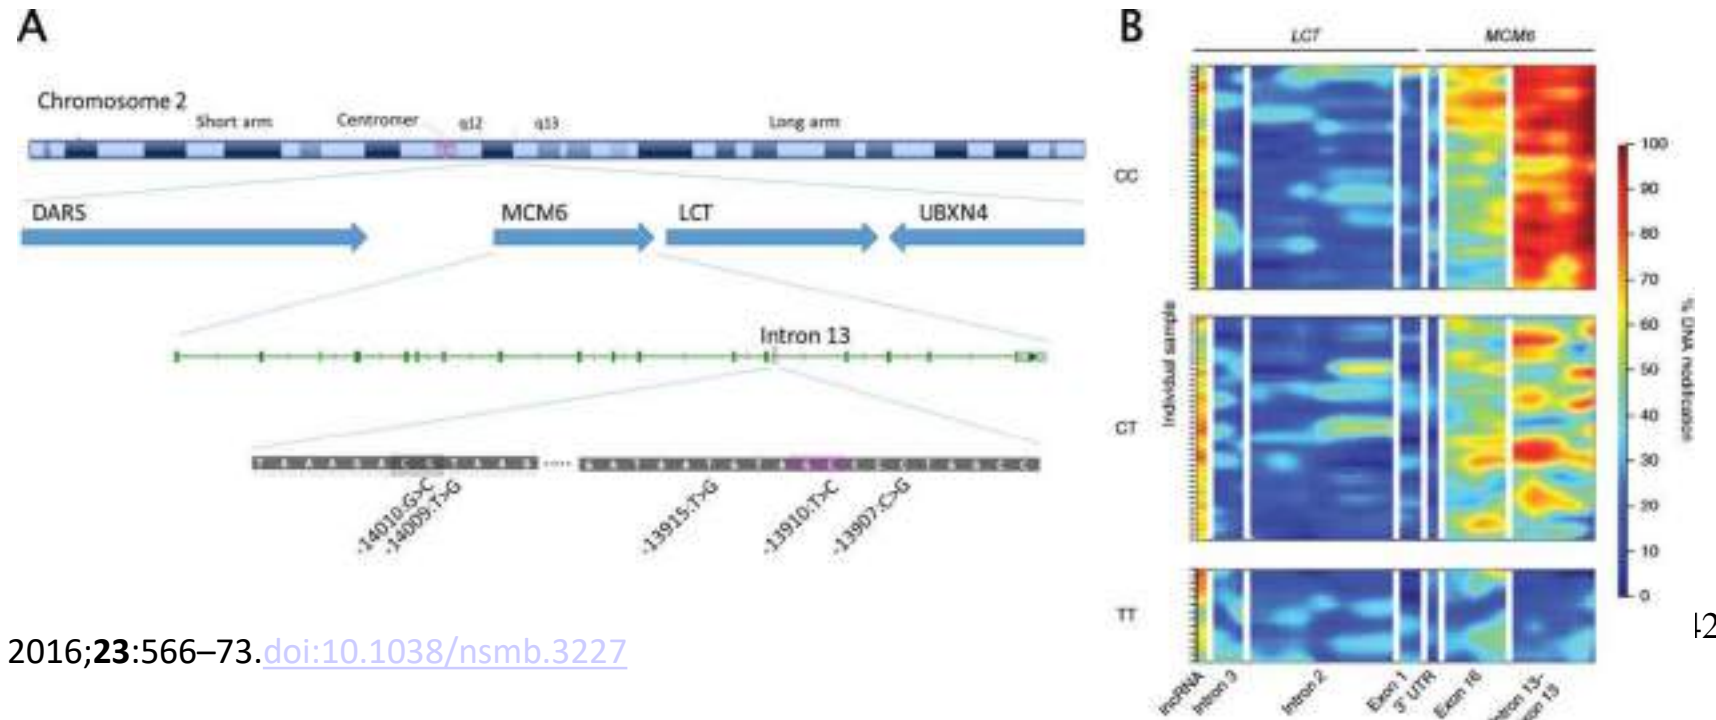 A
Chromosome 2
Short arm
Centromer
q12
q13
Long arm
DARS
MCM6
LCT
UBXN4
Intron 13
-14010:G>C
-14009:T>G
-13915:T>G
-13910:T>C
-13907:C>G
2016;23:566–73.doi:10.1038/nsmb.3227
B
LCT
MCM6
CC
CT
TT
Individual sample
100
90
80
70
60
50
40
30
20
10
0
% DNA modification
lncRNA
Intron 3
Intron 2
Exon 1
3' UTR
Exon 16
Intron 13-
13
42